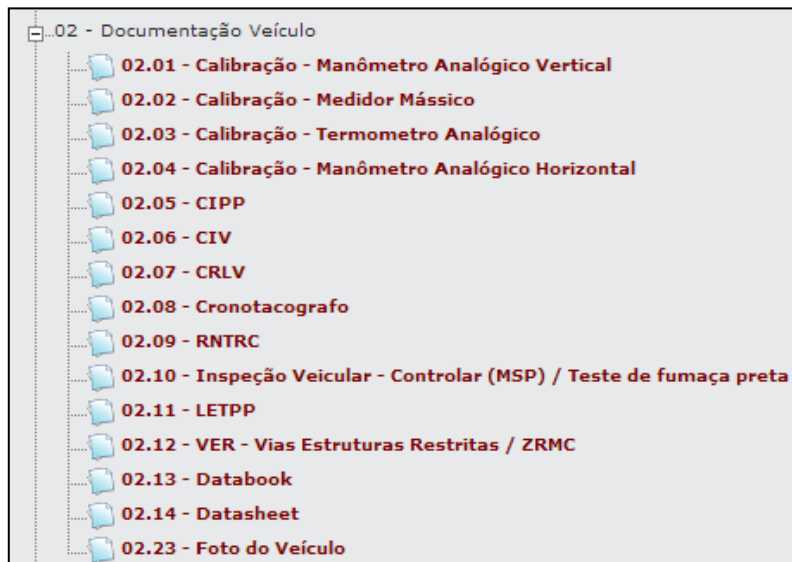 02 - Documentação Veículo
02.01 - Calibração - Manômetro Analógico Vertical
02.02 - Calibração - Medidor Mássico
02.03 - Calibração - Termometro Analógico
02.04 - Calibração - Manômetro Analógico Horizontal
02.05 - CIPP
02.06 - CIV
02.07 - CRLV
02.08 - Cronotacografo
02.09 - RNTRC
02.10 - Inspeção Veicular - Controlar (MSP) / Teste de fumaça preta
02.11 - LETPP
02.12 - VER - Vias Estruturas Restritas / ZRMC
02.13 - Databook
02.14 - Datasheet
02.23 - Foto do Veículo